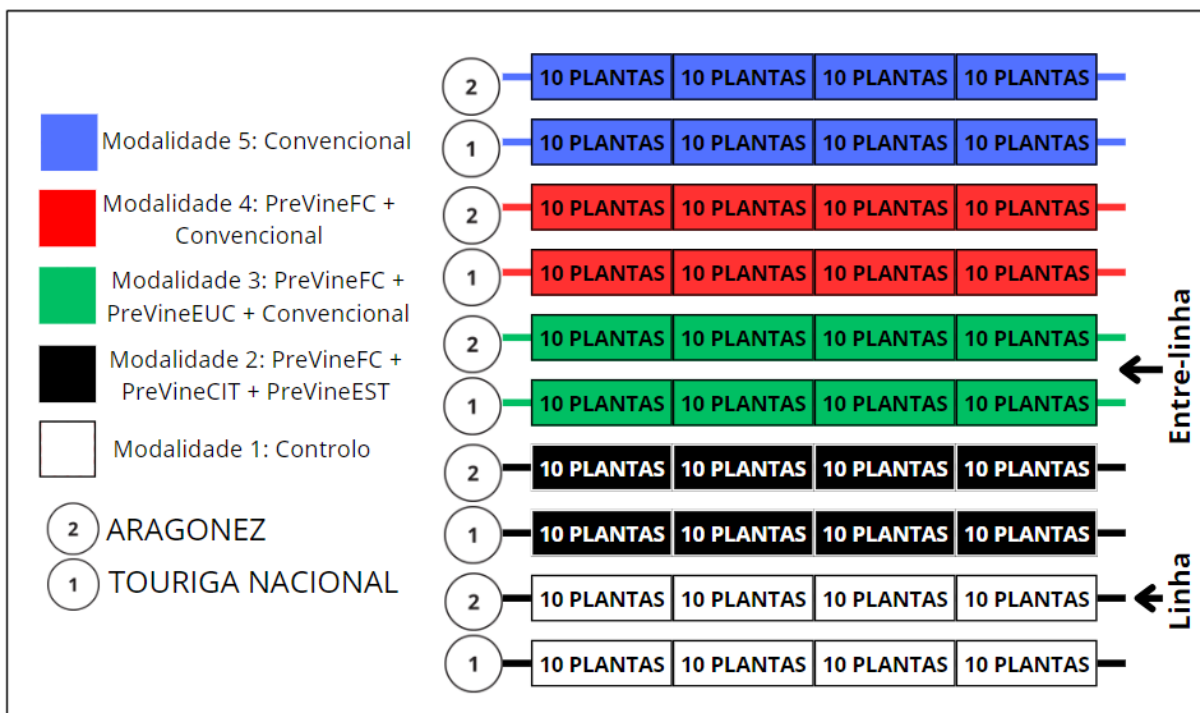 Modalidade 5: Convencional
Modalidade 4: PreVineFC +
Convencional
Modalidade 3: PreVineFC +
PreVineEUC + Convencional
Modalidade 2: PreVineFC +
PreVineCIT + PreVineEST
Modalidade 1: Controlo
2 ARAGONEZ
1 TOURIGA NACIONAL
2 10 PLANTAS 10 PLANTAS 10 PLANTAS 10 PLANTAS
1 10 PLANTAS 10 PLANTAS 10 PLANTAS 10 PLANTAS
2 10 PLANTAS 10 PLANTAS 10 PLANTAS 10 PLANTAS
1 10 PLANTAS 10 PLANTAS 10 PLANTAS 10 PLANTAS
2 10 PLANTAS 10 PLANTAS 10 PLANTAS 10 PLANTAS
1 10 PLANTAS 10 PLANTAS 10 PLANTAS 10 PLANTAS
2 10 PLANTAS 10 PLANTAS 10 PLANTAS 10 PLANTAS
1 10 PLANTAS 10 PLANTAS 10 PLANTAS 10 PLANTAS
2 10 PLANTAS 10 PLANTAS 10 PLANTAS 10 PLANTAS
1 10 PLANTAS 10 PLANTAS 10 PLANTAS 10 PLANTAS
Entre-linha
Linha